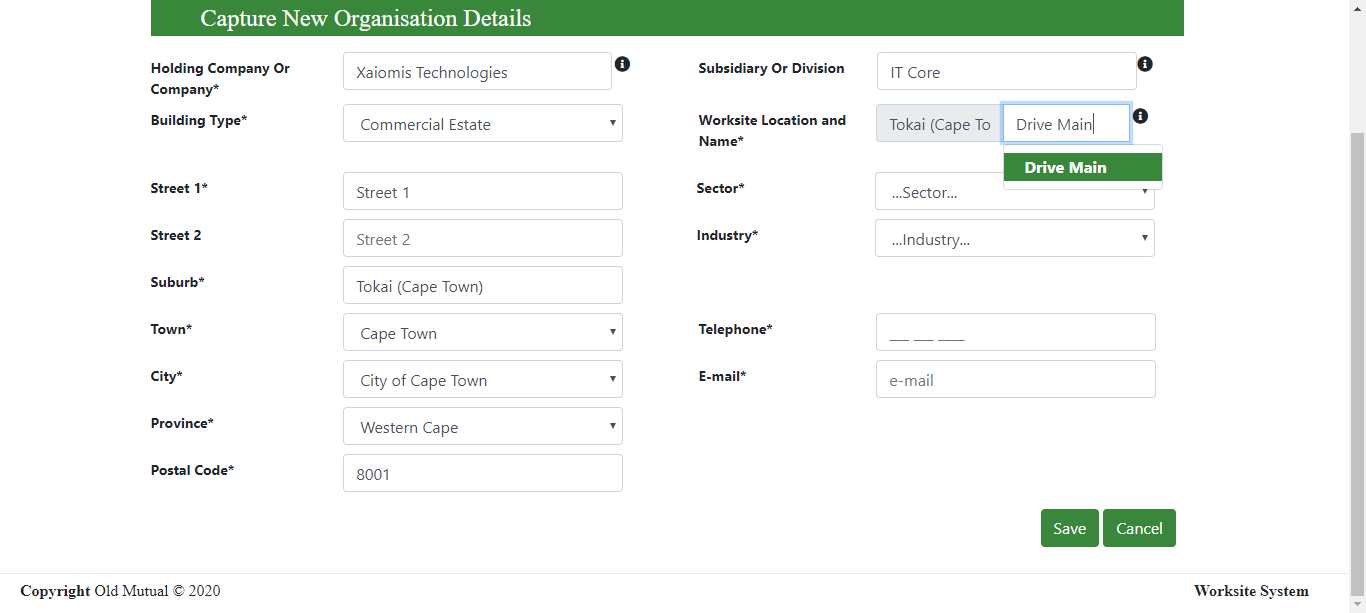 Capture New Organisation Details
Holding Company Or Company*
Xaiomis Technologies
Subsidiary Or Division
IT Core
Building Type*
Commercial Estate
Worksite Location and Name*
Tokai (Cape To
Drive Main
Drive Main
Street 1*
Street 1
Sector*
...Sector...
Street 2
Street 2
Industry*
...Industry...
Suburb*
Tokai (Cape Town)
Town*
Cape Town
Telephone*
___ ___ ____
City*
City of Cape Town
E-mail*
e-mail
Province*
Western Cape
Postal Code*
8001
Save
Cancel
Copyright Old Mutual © 2020
Worksite System